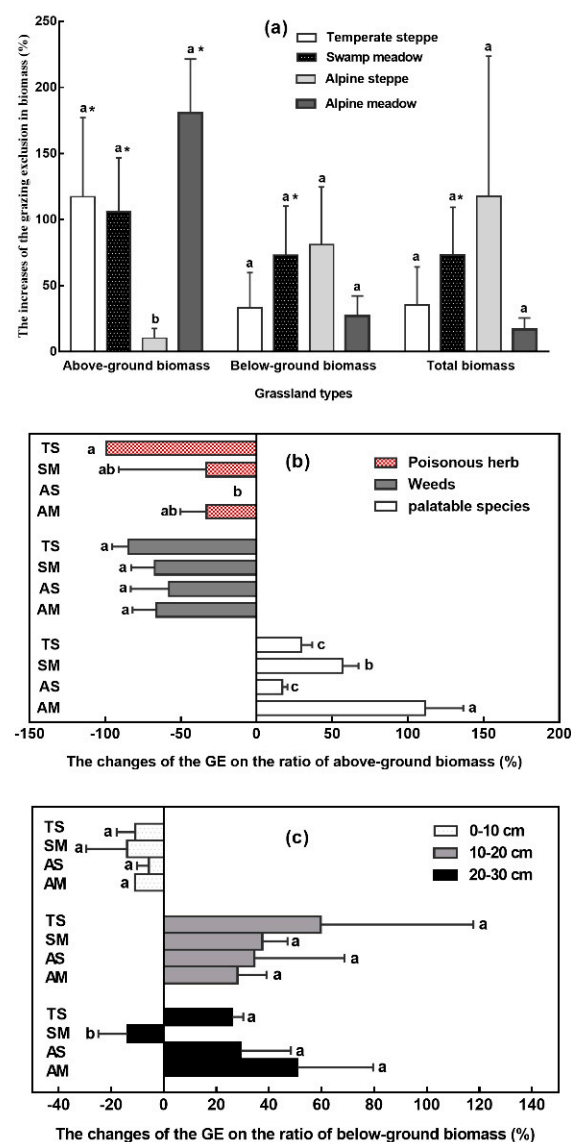 (a)
Temperate steppe
Swamp meadow
Alpine steppe
Alpine meadow
The increases of the grazing exclusion in biomass (%)
250
200
150
100
50
0
a*
a*
b
a*
a
a*
a
a
a
a*
a
a
Above-ground biomass Below-ground biomass Total biomass
Grassland types
(b)
Poisonous herb
Weeds
palatable species
TS a
SM ab
AS b
AM ab
TS a
SM a
AS a
AM a
TS c
SM b
AS c
AM a
-150 -100 -50 0 50 100 150 200
The changes of the GE on the ratio of above-ground biomass (%)
(c)
0-10 cm
10-20 cm
20-30 cm
TS a
SM a
AS a
AM a
TS a
SM a
AS a
AM a
TS a
SM b
AS a
AM a
-40 -20 0 20 40 60 80 100 120 140
The changes of the GE on the ratio of below-ground biomass (%)